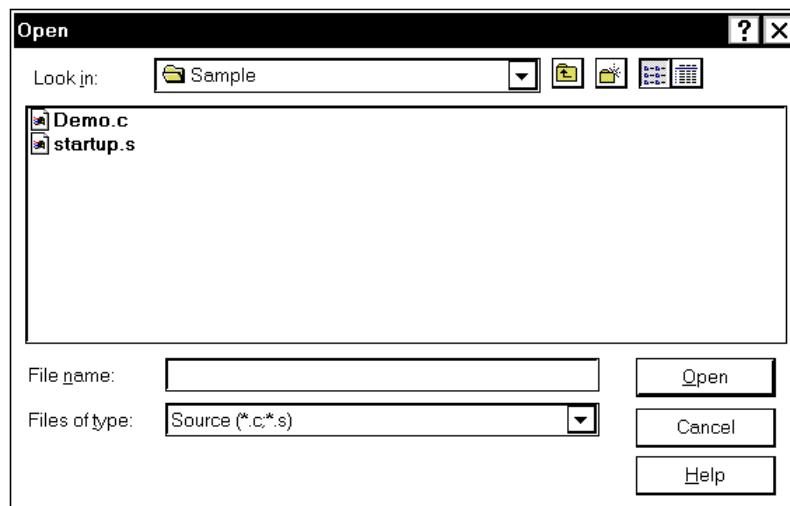 Open
Look in: Sample
Demo.c
startup.s
File name: Open
Files of type: Source (*.c;*.s)
Cancel
Help